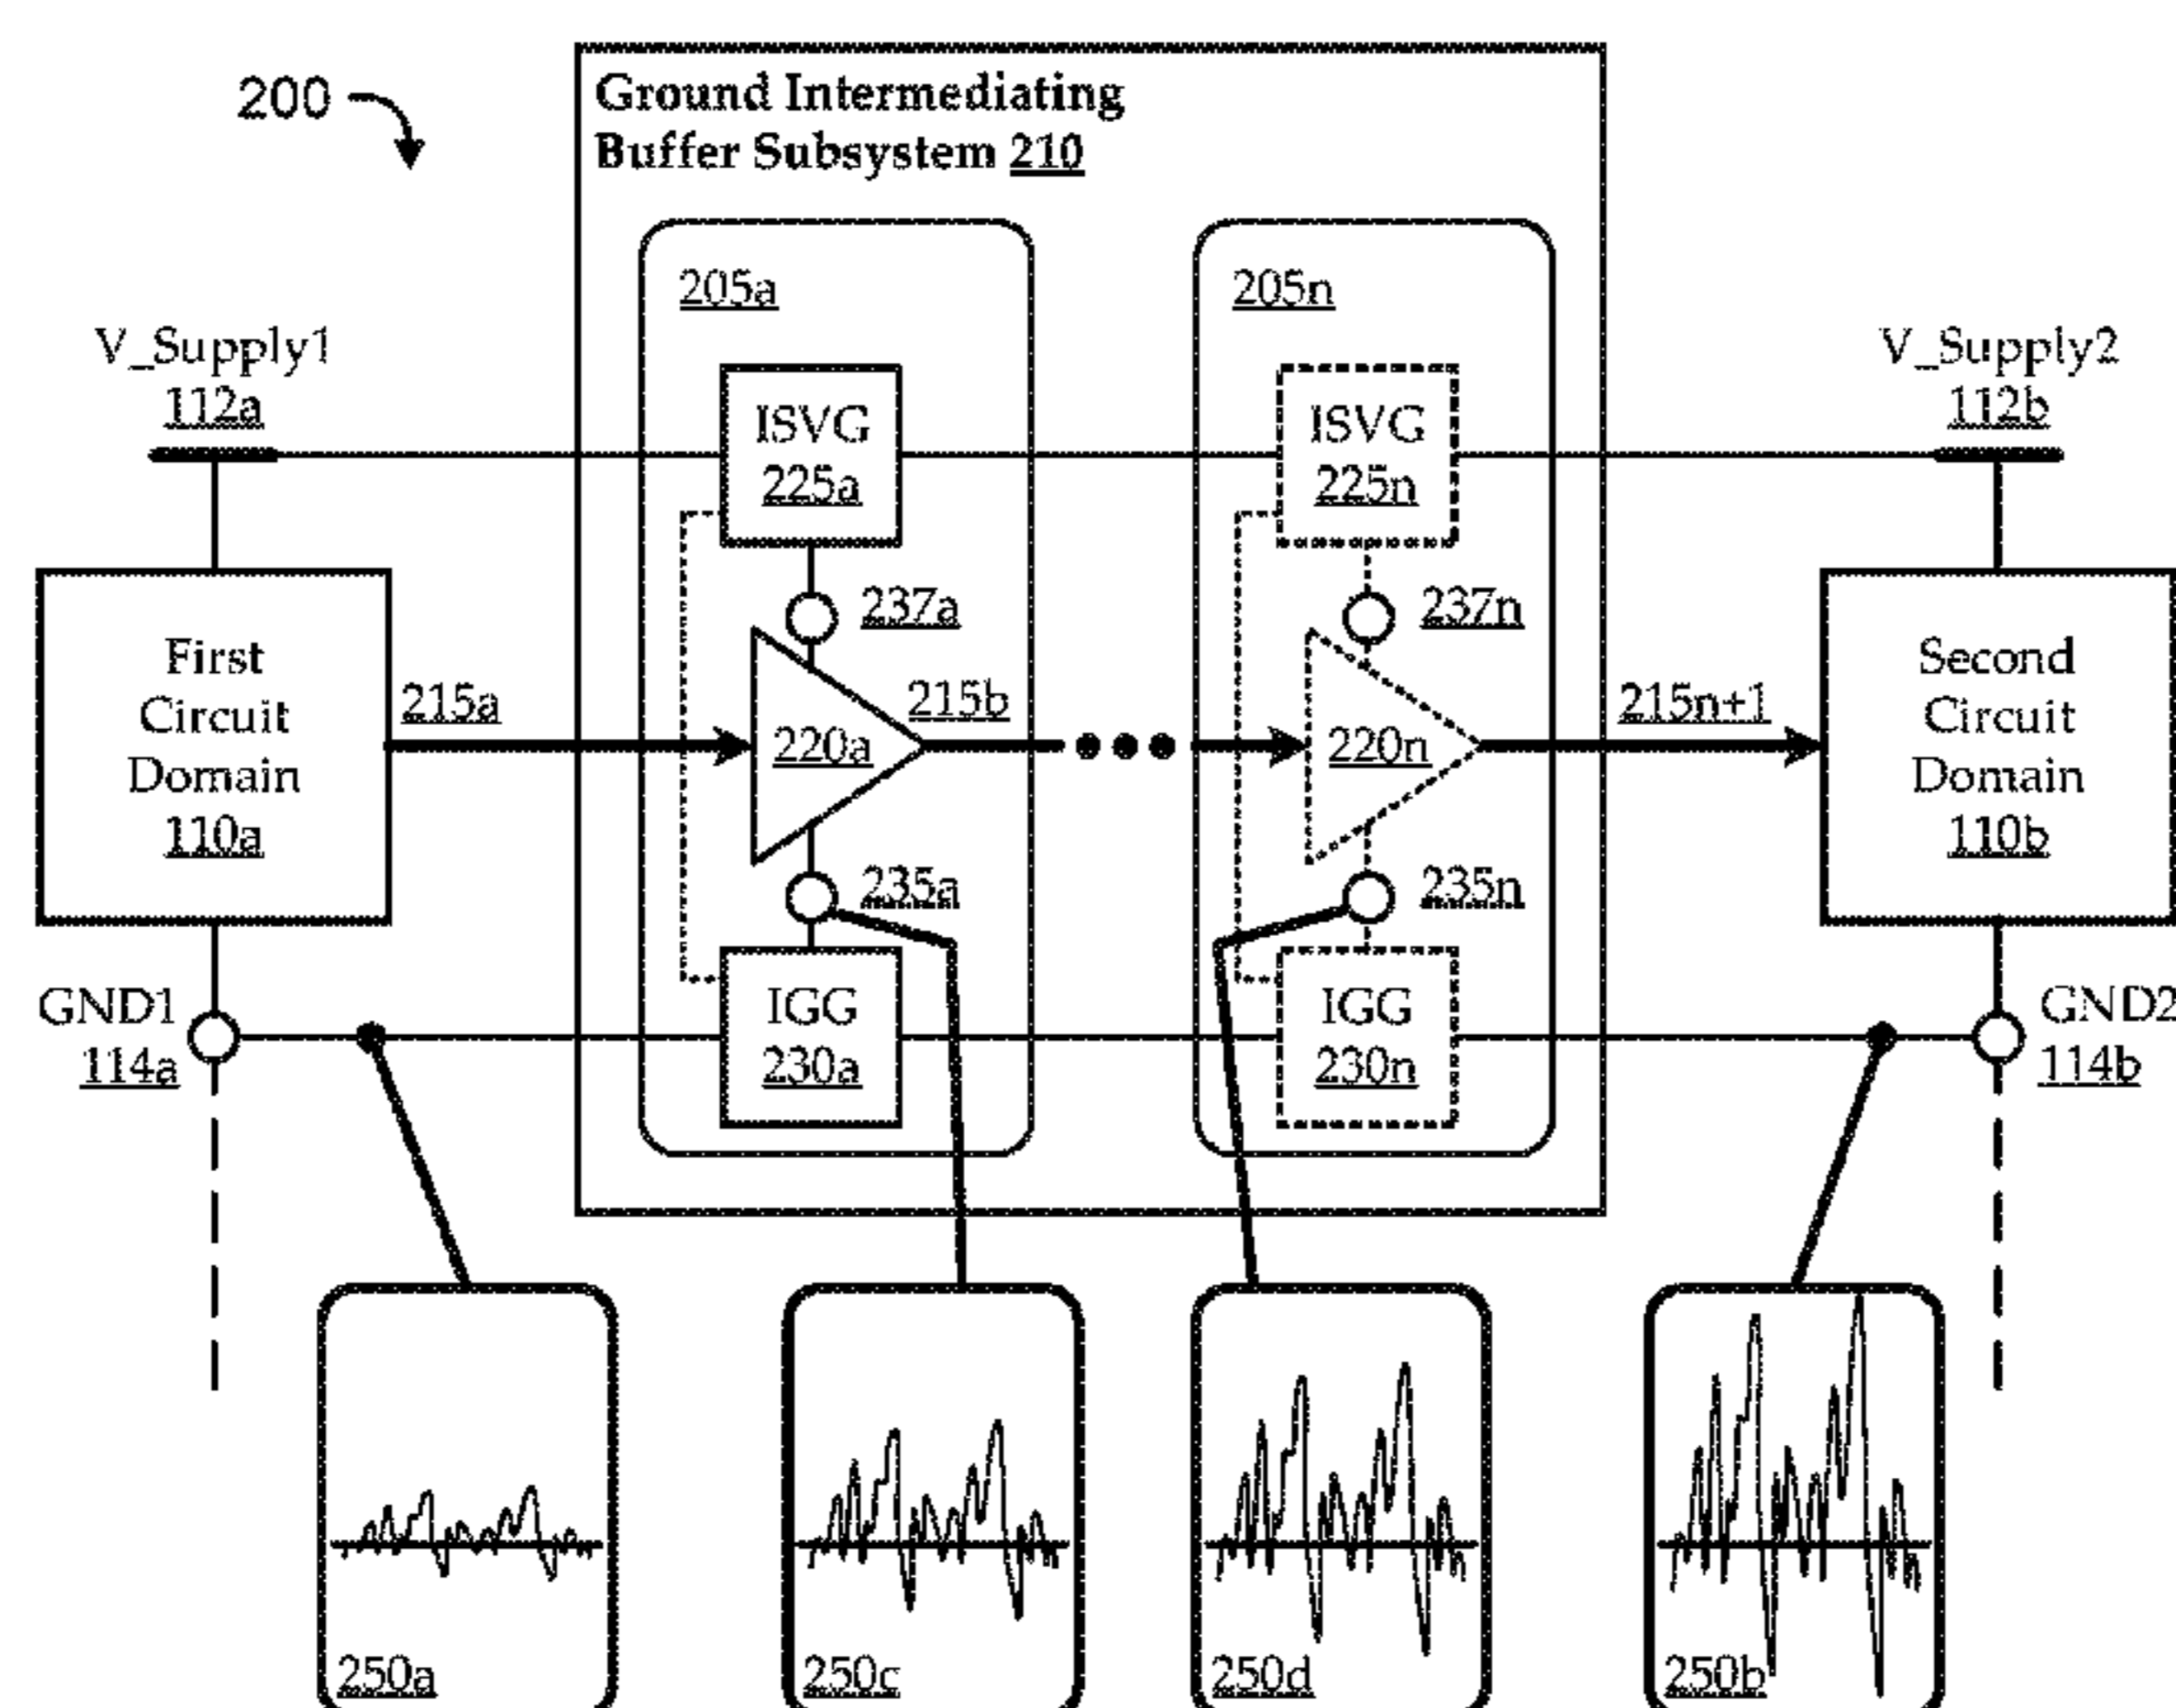 200
Ground Intermediating
Buffer Subsystem 210
205a
205n
V_Supply1
112a
V_Supply2
112b
ISVG
225a
ISVG
225n
237a
237n
First
Circuit
Domain
110a
215a
220a
215b
220n
215n+1
Second
Circuit
Domain
110b
235a
235n
GND1
114a
IGG
230a
IGG
230n
GND2
114b
250a
250c
250d
250b